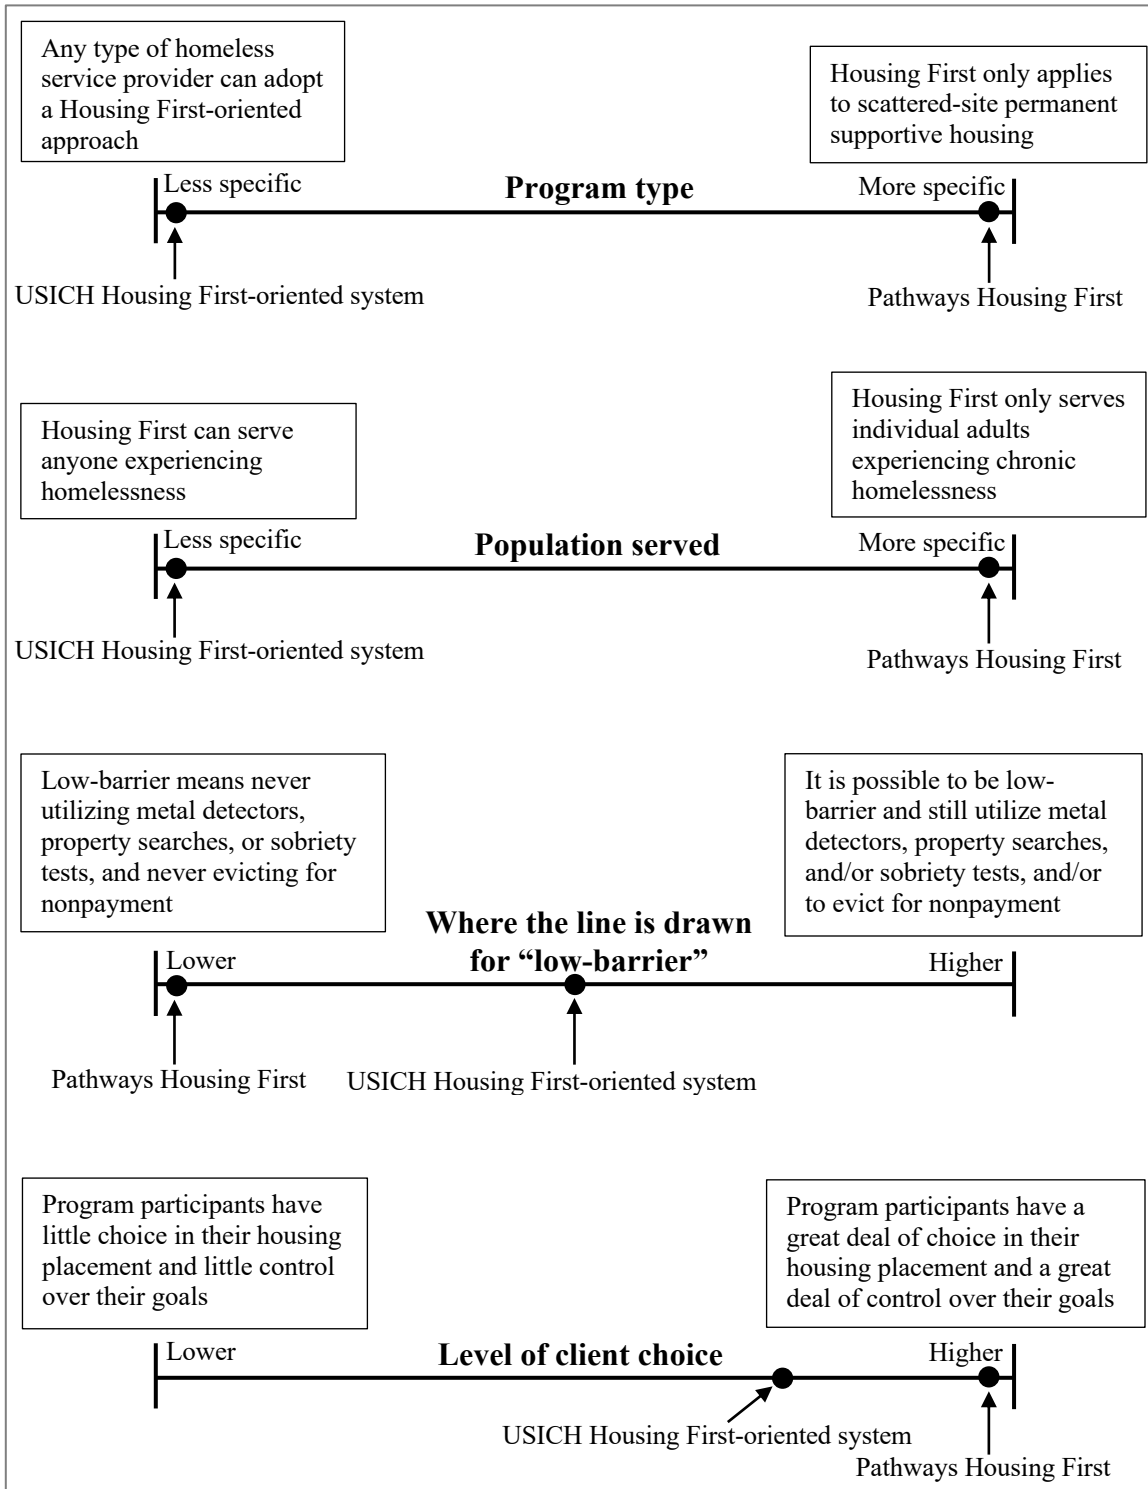 Any type of homeless
service provider can adopt
a Housing First-oriented
approach
Housing First only applies
to scattered-site permanent
supportive housing
Less specific
Program type
More specific
USICH Housing First-oriented system
Pathways Housing First
Housing First can serve
anyone experiencing
homelessness
Housing First only serves
individual adults
experiencing chronic
homelessness
Less specific
Population served
More specific
USICH Housing First-oriented system
Pathways Housing First
Low-barrier means never
utilizing metal detectors,
property searches, or sobriety
tests, and never evicting for
nonpayment
It is possible to be low-
barrier and still utilize metal
detectors, property searches,
and/or sobriety tests, and/or
to evict for nonpayment
Where the line is drawn
for “low-barrier”
Lower
Higher
Pathways Housing First
USICH Housing First-oriented system
Program participants have
little choice in their housing
placement and little control
over their goals
Program participants have a
great deal of choice in their
housing placement and a great
deal of control over their goals
Lower
Level of client choice
Higher
USICH Housing First-oriented system
Pathways Housing First